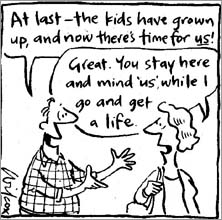 At last – the kids have grown
up, and now there's time for us!
Great. You stay here
and mind 'us', while I
go and get
a life.